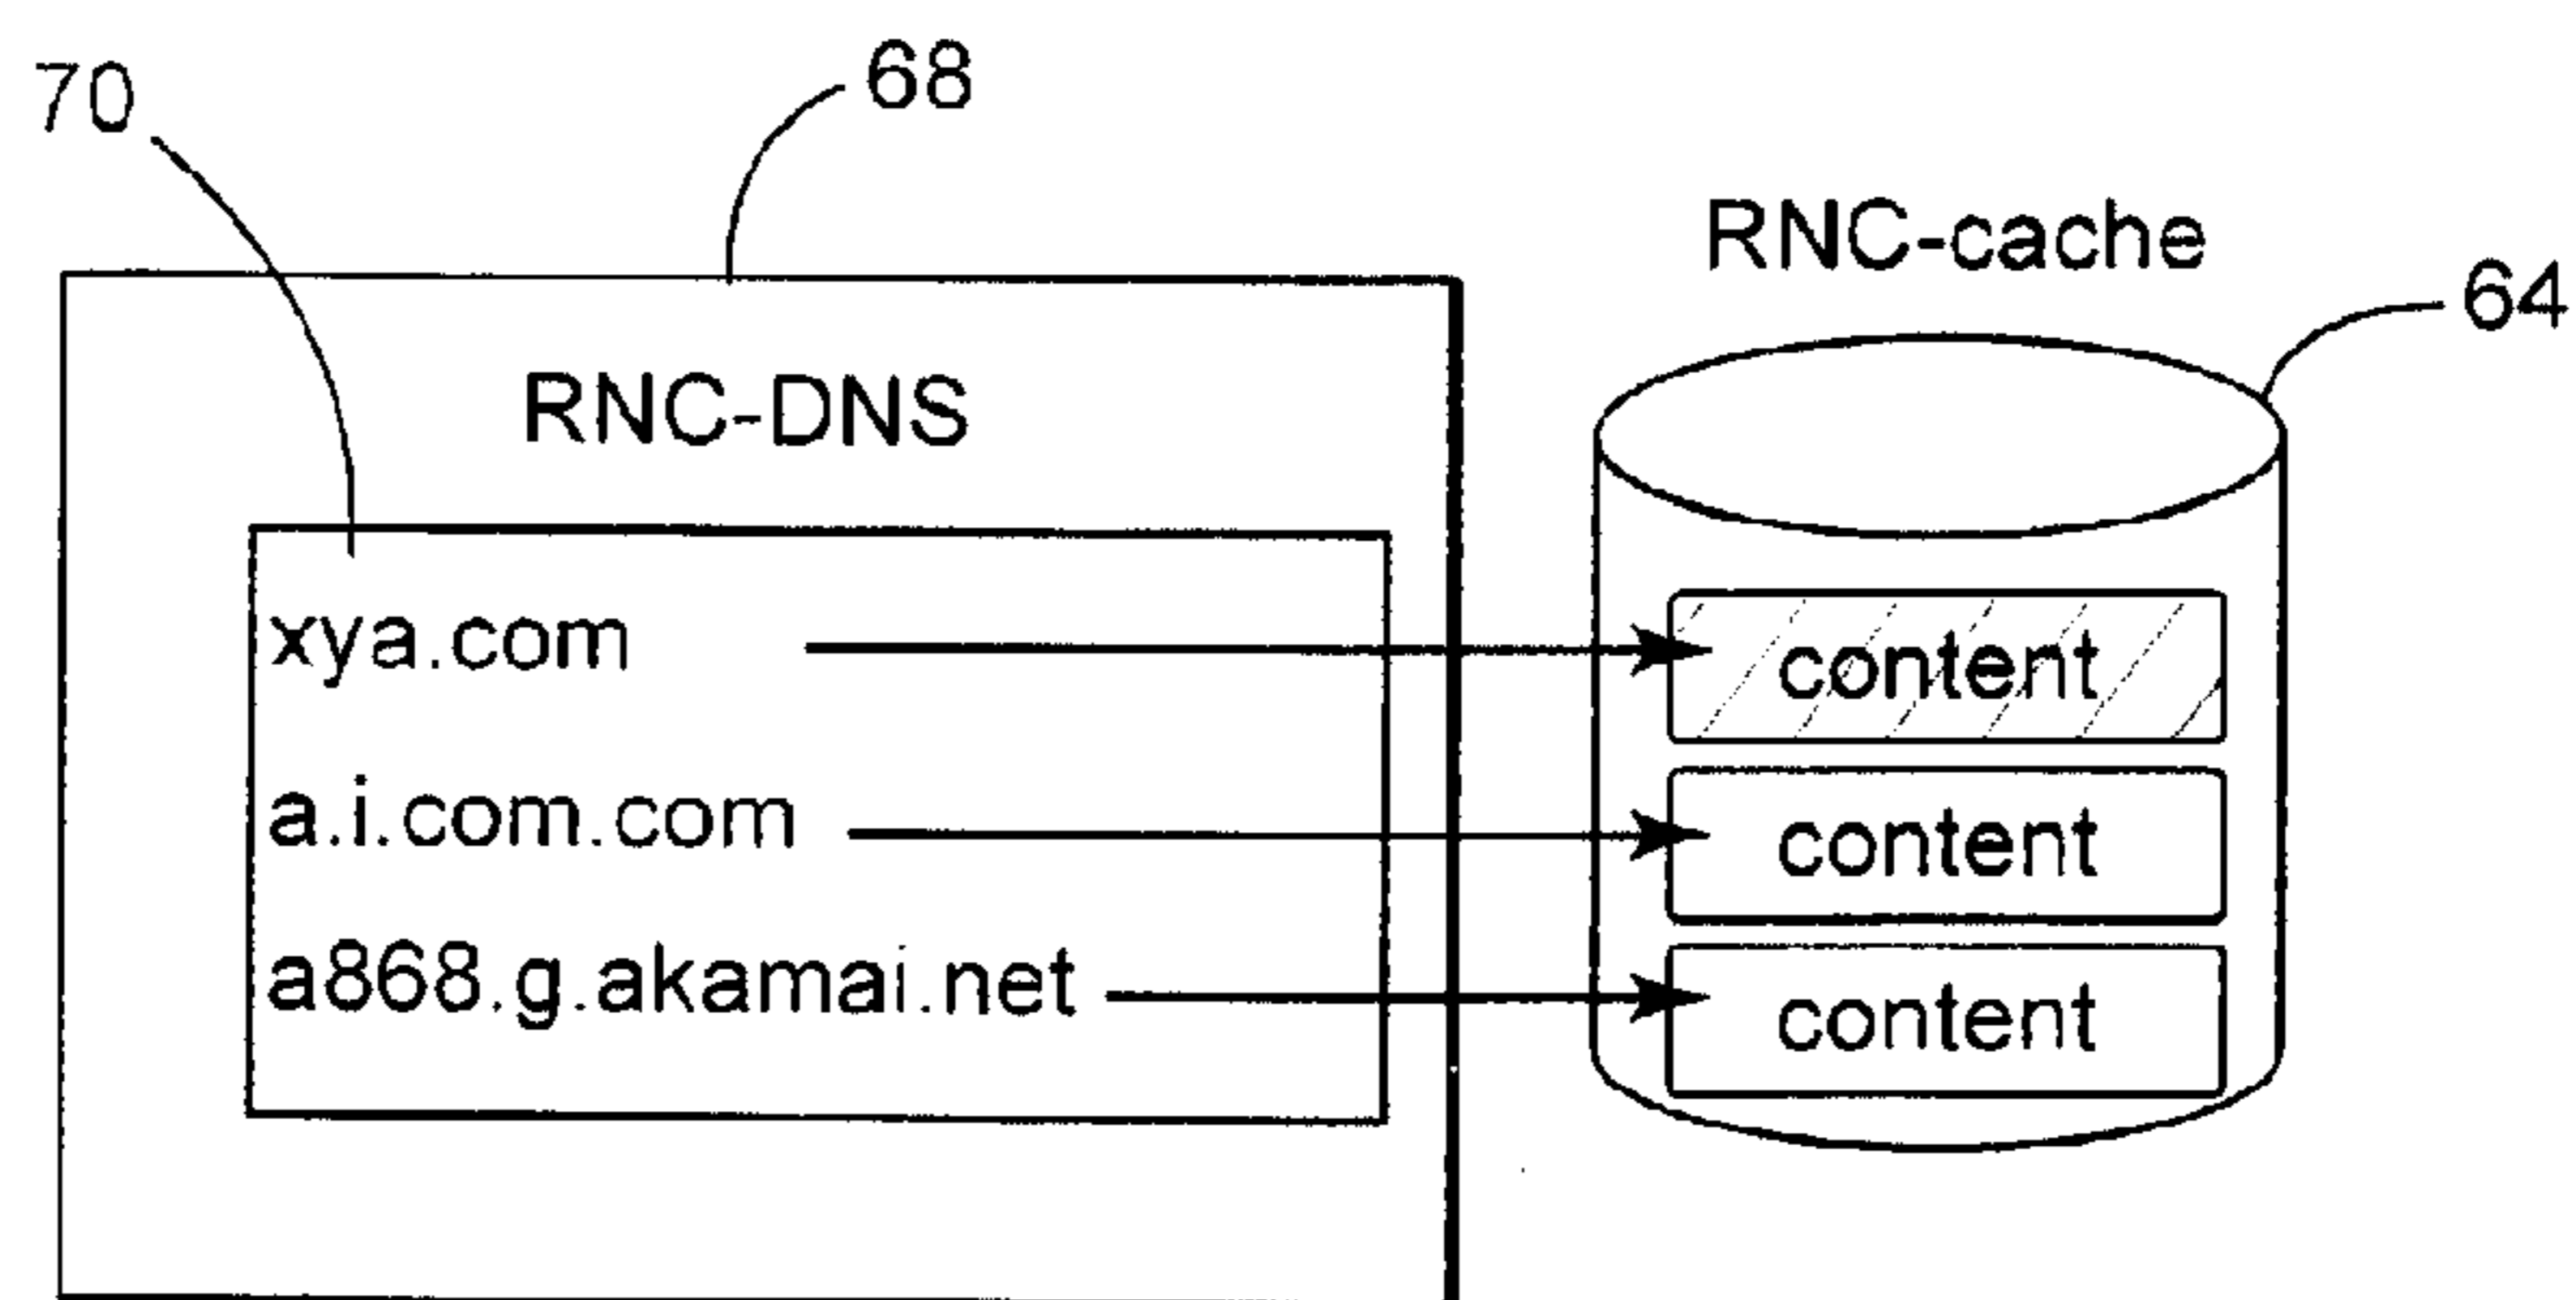 70
68
RNC-cache
64
RNC-DNS
xya.com
content
a.i.com.com
content
a868.g.akamai.net
content